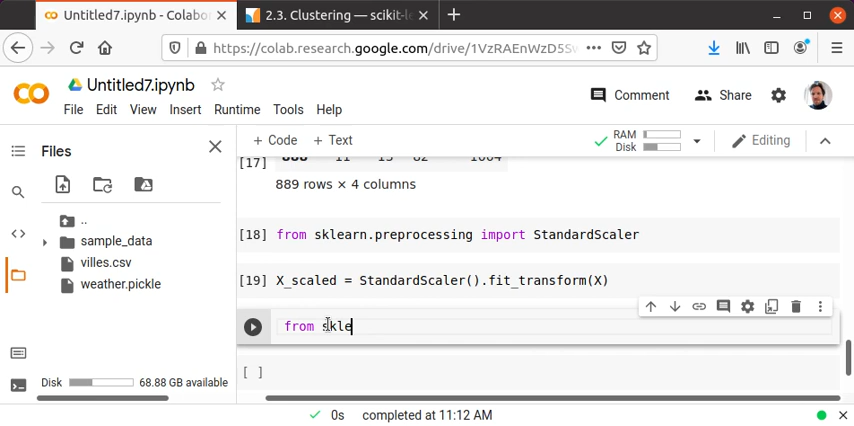 Untitled7.ipynb - Colabo
2.3. Clustering — scikit-l
https://colab.research.google.com/drive/1VzRAEnWzD5Sw
Untitled7.ipynb
Comment
Share
File Edit View Insert Runtime Tools Help
Files
+ Code + Text
RAM
Disk
Editing
..
sample_data
villes.csv
weather.pickle
Disk 68.88 GB available
[17]
889 rows × 4 columns
[18] from sklearn.preprocessing import StandardScaler
[19] X_scaled = StandardScaler().fit_transform(X)
from skle
[ ]
0s completed at 11:12 AM